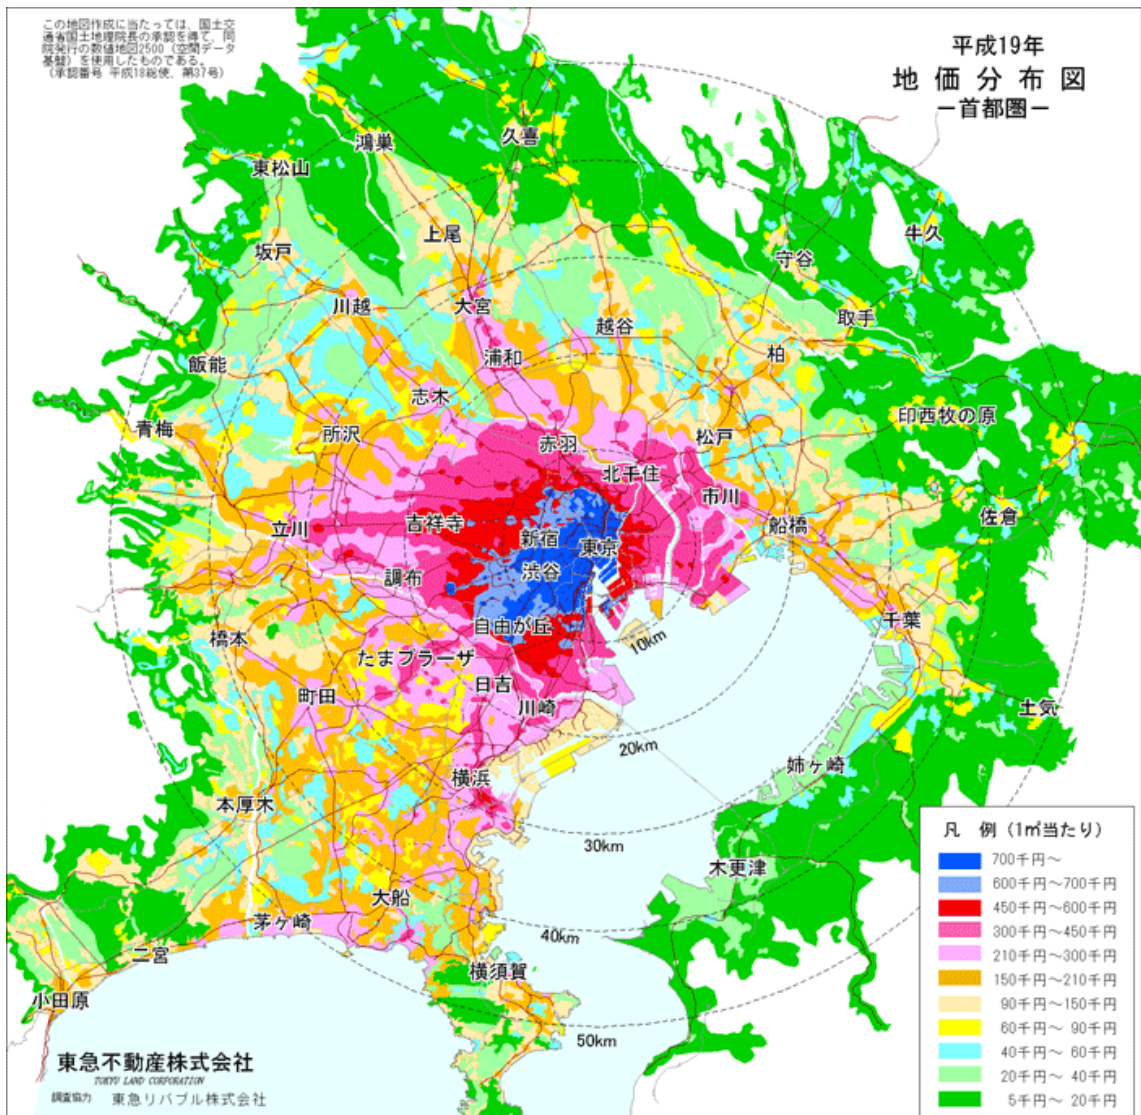 この地図作成に当たっては、国土交
通省国土地理院長の承認を得て、同
院発行の数値地図2500（空間データ
基盤）を使用したものである。
（承認番号 平成18総使、第37号）
平成19年
地価分布図
－首都圏－
鴻巣
久喜
東松山
上尾
牛久
坂戸
守谷
川越
大宮
越谷
取手
柏
浦和
飯能
志木
印西牧の原
青梅
所沢
赤羽
松戸
北千住
市川
佐倉
立川
吉祥寺
新宿
東京
船橋
渋谷
調布
千葉
自由が丘
橋本
10km
たまプラーザ
日吉
町田
川崎
土気
20km
姉ヶ崎
横浜
本厚木
30km
木更津
大船
茅ヶ崎
40km
二宮
横須賀
小田原
50km
凡 例（1㎡当たり）
700千円～
600千円～700千円
450千円～600千円
300千円～450千円
210千円～300千円
150千円～210千円
90千円～150千円
60千円～ 90千円
40千円～ 60千円
20千円～ 40千円
5千円～ 20千円
東急不動産株式会社
TOKYU LAND CORPORATION
調査協力 東急リバブル株式会社